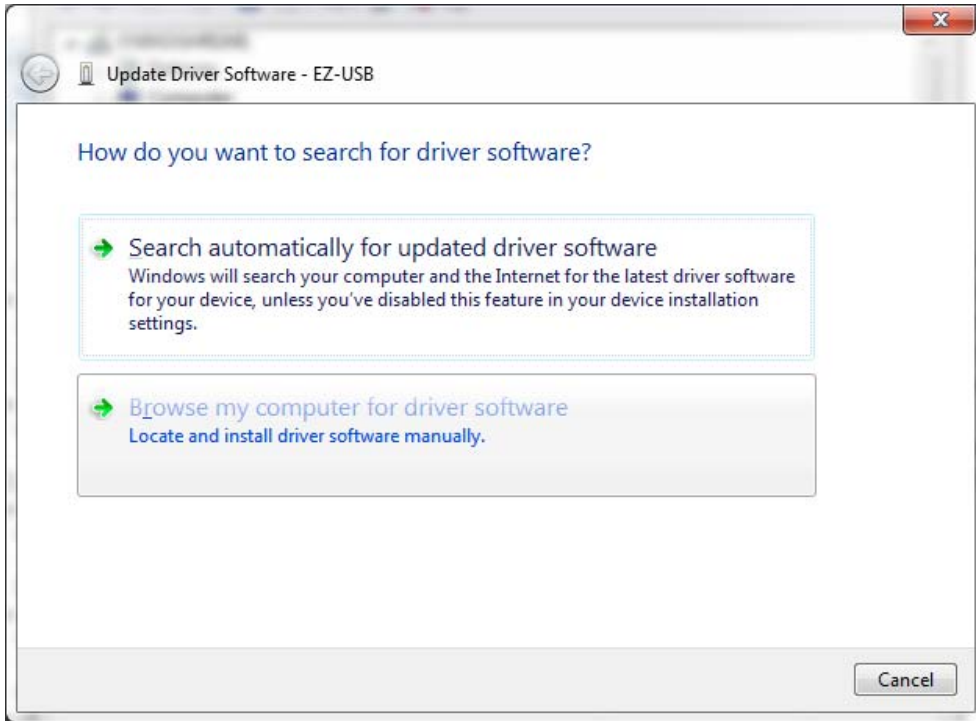 Update Driver Software - EZ-USB
How do you want to search for driver software?
Search automatically for updated driver software
Windows will search your computer and the Internet for the latest driver software
for your device, unless you've disabled this feature in your device installation
settings.
Browse my computer for driver software
Locate and install driver software manually.
Cancel